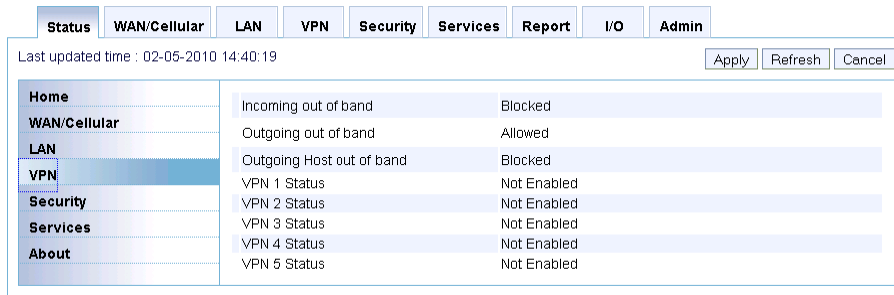 Status WAN/Cellular LAN VPN Security Services Report I/O Admin
Last updated time : 02-05-2010 14:40:19 Apply Refresh Cancel
Home
WAN/Cellular
LAN
VPN
Security
Services
About
Incoming out of band Blocked
Outgoing out of band Allowed
Outgoing Host out of band Blocked
VPN 1 Status Not Enabled
VPN 2 Status Not Enabled
VPN 3 Status Not Enabled
VPN 4 Status Not Enabled
VPN 5 Status Not Enabled